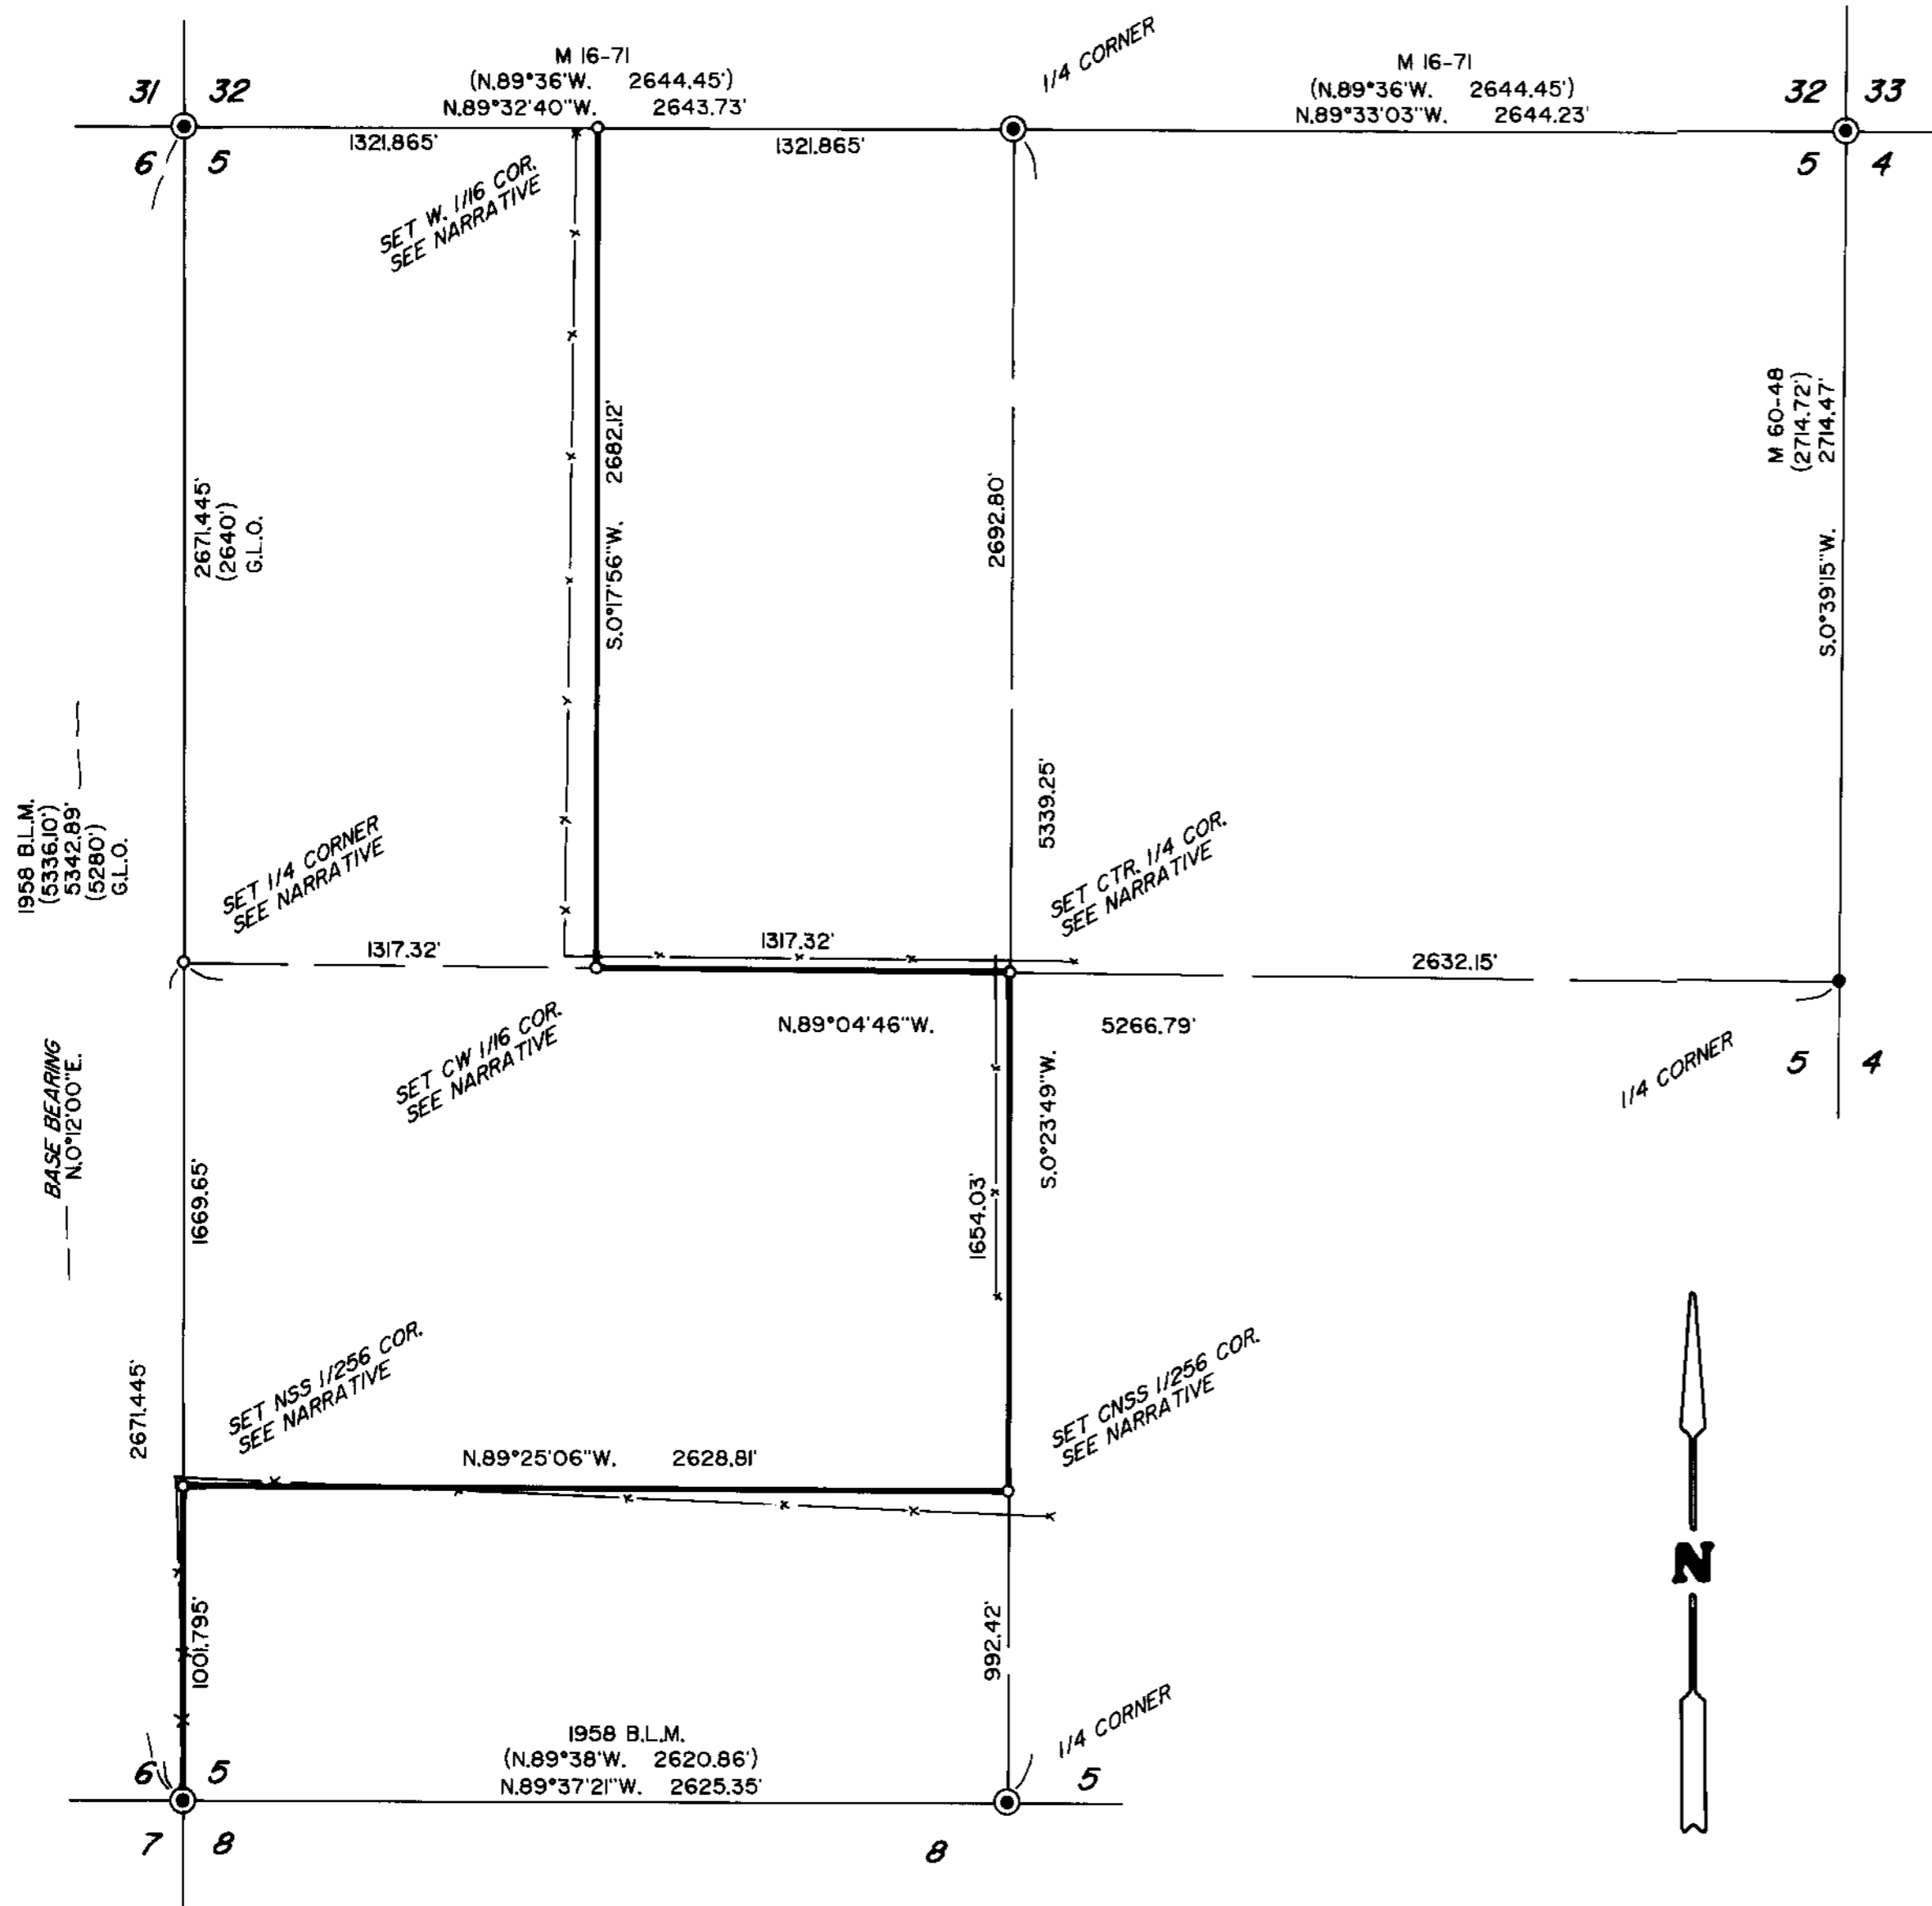 M 16-71
(N.89°36'W. 2644.45')
N.89°32'40"W. 2643.73'
1/4 CORNER
M 16-71
(N.89°36'W. 2644.45')
N.89°33'03"W. 2644.23'
31 32
32 33
6 5
5 4
1321.865'
1321.865'
SET W. 1/16 COR.
SEE NARRATIVE
2671.445'
(2640')
G.L.O.
S.0°17'56"W. 2682.12'
2692.80'
M 60-48
(2714.72')
2714.47'
S.0°39'15"W.
1958 B.L.M.
(5336.10')
5342.89'
(5280')
G.L.O.
SET 1/4 CORNER
SEE NARRATIVE
5339.25'
SET CTR. 1/4 COR.
SEE NARRATIVE
1317.32'
1317.32'
2632.15'
N.89°04'46"W. 5266.79'
SET CW 1/16 COR.
SEE NARRATIVE
BASE BEARING
N.0°12'00"E.
1/4 CORNER
5 4
1669.65'
1654.03'
S.0°23'49"W.
2671.445'
SET NSS 1/256 COR.
SEE NARRATIVE
SET CNSS 1/256 COR.
SEE NARRATIVE
N.89°25'06"W. 2628.81'
N
1001.795'
992.42'
1/4 CORNER
1958 B.L.M.
(N.89°38'W. 2620.86')
N.89°37'21"W. 2625.35'
6 5
5
7 8
8